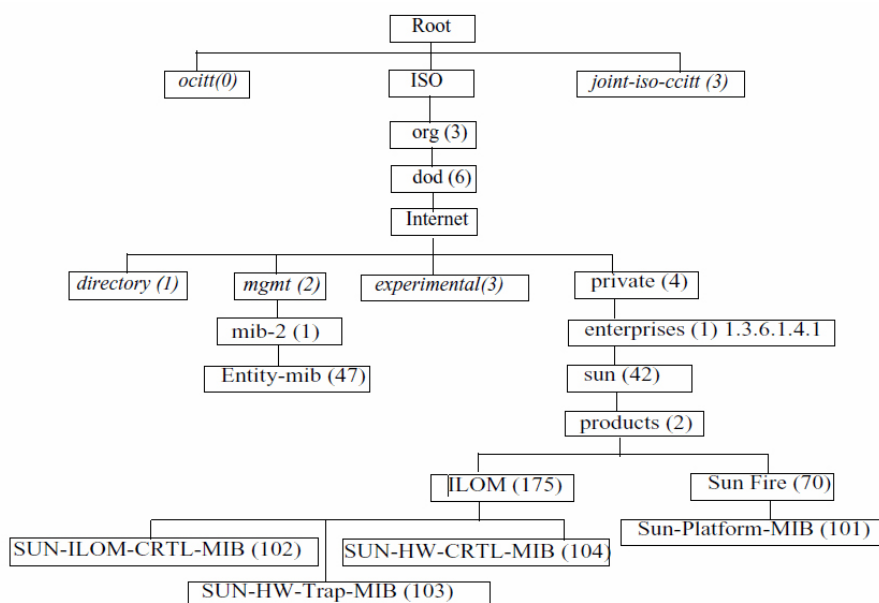 Root
ocitt(0)
ISO
joint-iso-ccitt (3)
org (3)
dod (6)
Internet
directory (1)
mgmt (2)
experimental(3)
private (4)
mib-2 (1)
enterprises (1) 1.3.6.1.4.1
Entity-mib (47)
sun (42)
products (2)
ILOM (175)
Sun Fire (70)
SUN-ILOM-CRTL-MIB (102)
SUN-HW-CRTL-MIB (104)
Sun-Platform-MIB (101)
SUN-HW-Trap-MIB (103)